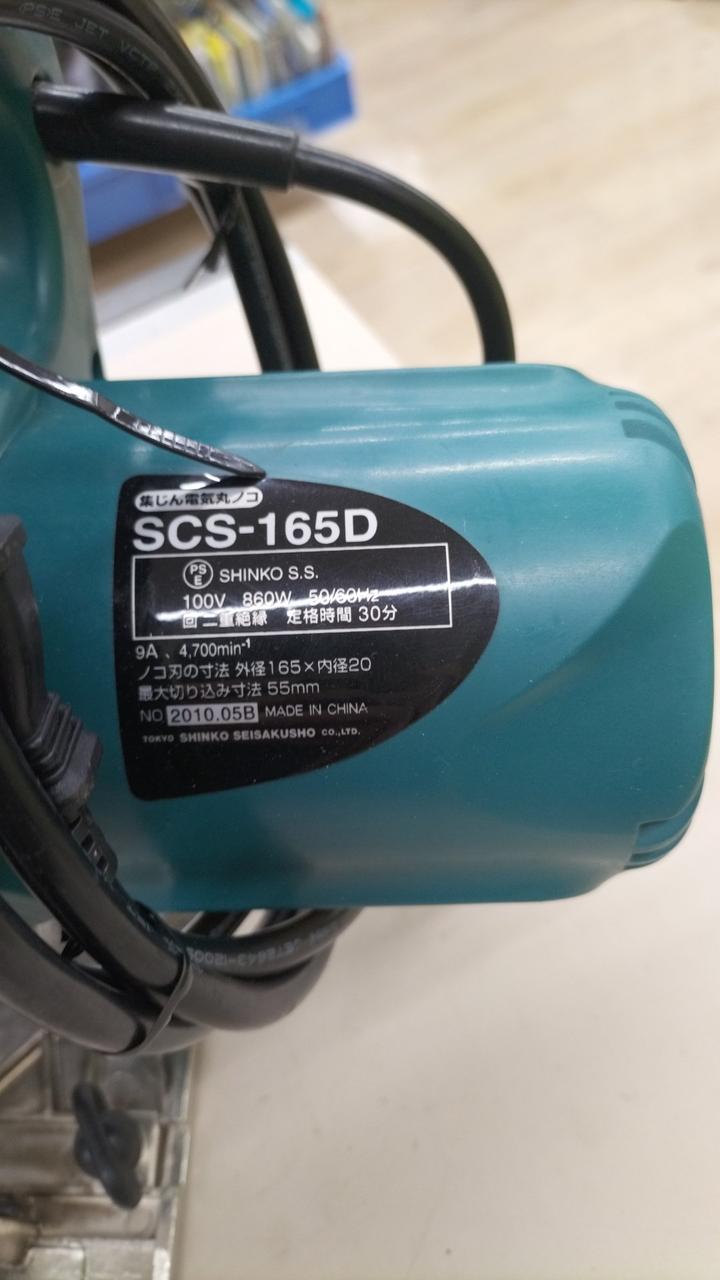 PSE JET VCTF
集じん電気丸ノコ
SCS-165D
PSE SHINKO S.S.
100V 860W 50/60Hz
回 二重絶縁 定格時間 30分
9A 、 4,700min⁻¹
ノコ刃の寸法 外径165×内径20
最大切り込み寸法 55mm
NO 2010.05B MADE IN CHINA
TOKYO SHINKO SEISAKUSHO CO.,LTD.